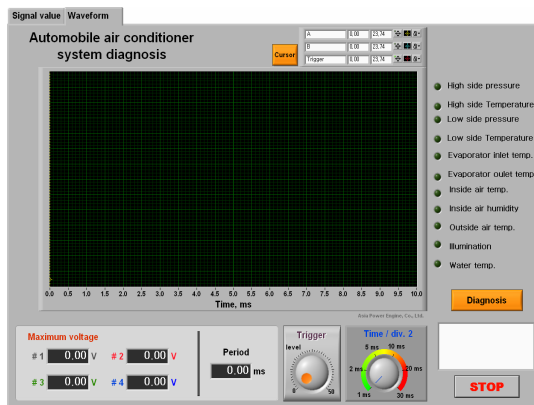 Signal value Waveform
Automobile air conditioner
system diagnosis
Cursor
A 0,00 23,74
B 0,00 23,74
Trigger 0,00 23,74
High side pressure
High side Temperature
Low side pressure
Low side Temperature
Evaporator inlet temp.
Evaporator oulet temp.
Inside air temp.
Inside air humidity
Outside air temp.
Illumination
Water temp.
0.0 0.5 1.0 1.5 2.0 2.5 3.0 3.5 4.0 4.5 5.0 5.5 6.0 6.5 7.0 7.5 8.0 8.5 9.0 9.5 10.0
Time, ms
Asia Power Engine, Co., Ltd.
Diagnosis
Maximum voltage
# 1 0.00 V # 2 0.00 V
# 3 0.00 V # 4 0.00 V
Period
0.00 ms
Trigger
level
0 50
Time / div. 2
5 ms 10 ms
2 ms 20 ms
1 ms 30 ms
STOP